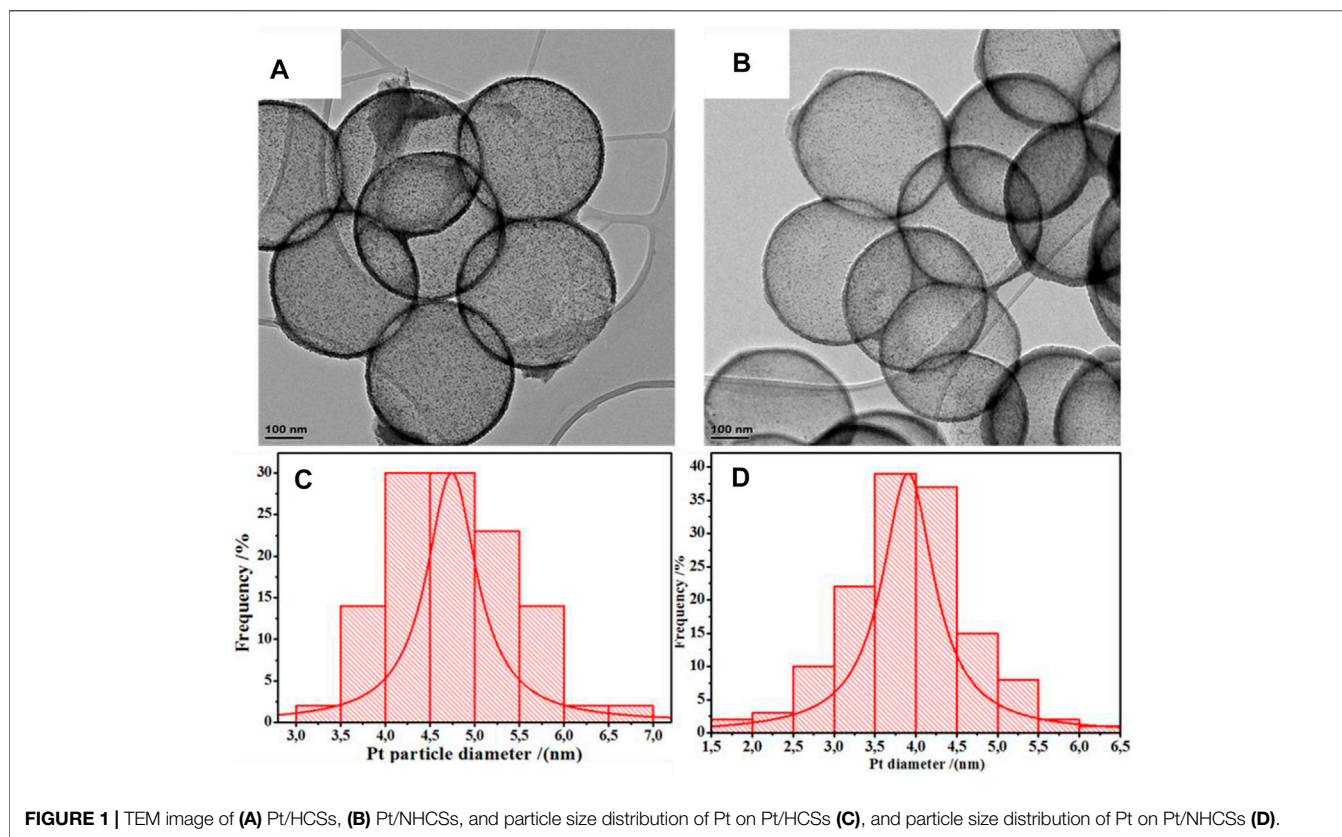 A
B
100 nm
100 nm
C
D
Frequency /%
30
20
10
0
3,0 3,5 4,0 4,5 5,0 5,5 6,0 6,5 7,0
Pt particle diameter /(nm)
Frequency /%
40
35
30
25
20
15
10
5
0
1,5 2,0 2,5 3,0 3,5 4,0 4,5 5,0 5,5 6,0 6,5
Pt diameter /(nm)
FIGURE 1 | TEM image of (A) Pt/HCSs, (B) Pt/NHCSs, and particle size distribution of Pt on Pt/HCSs (C), and particle size distribution of Pt on Pt/NHCSs (D).